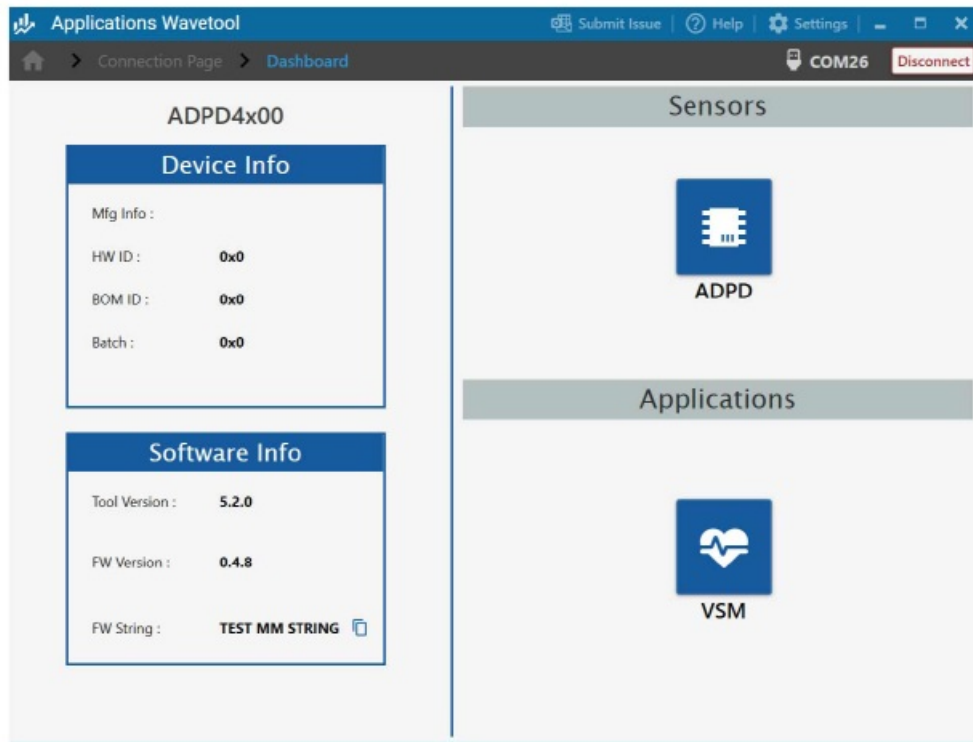 Applications Wavetool
Submit Issue | Help | Settings
Connection Page > Dashboard
COM26 Disconnect
ADPD4x00
Device Info
Mfg Info :
HW ID : 0x0
BOM ID : 0x0
Batch : 0x0
Software Info
Tool Version : 5.2.0
FW Version : 0.4.8
FW String : TEST MM STRING
Sensors
ADPD
Applications
VSM